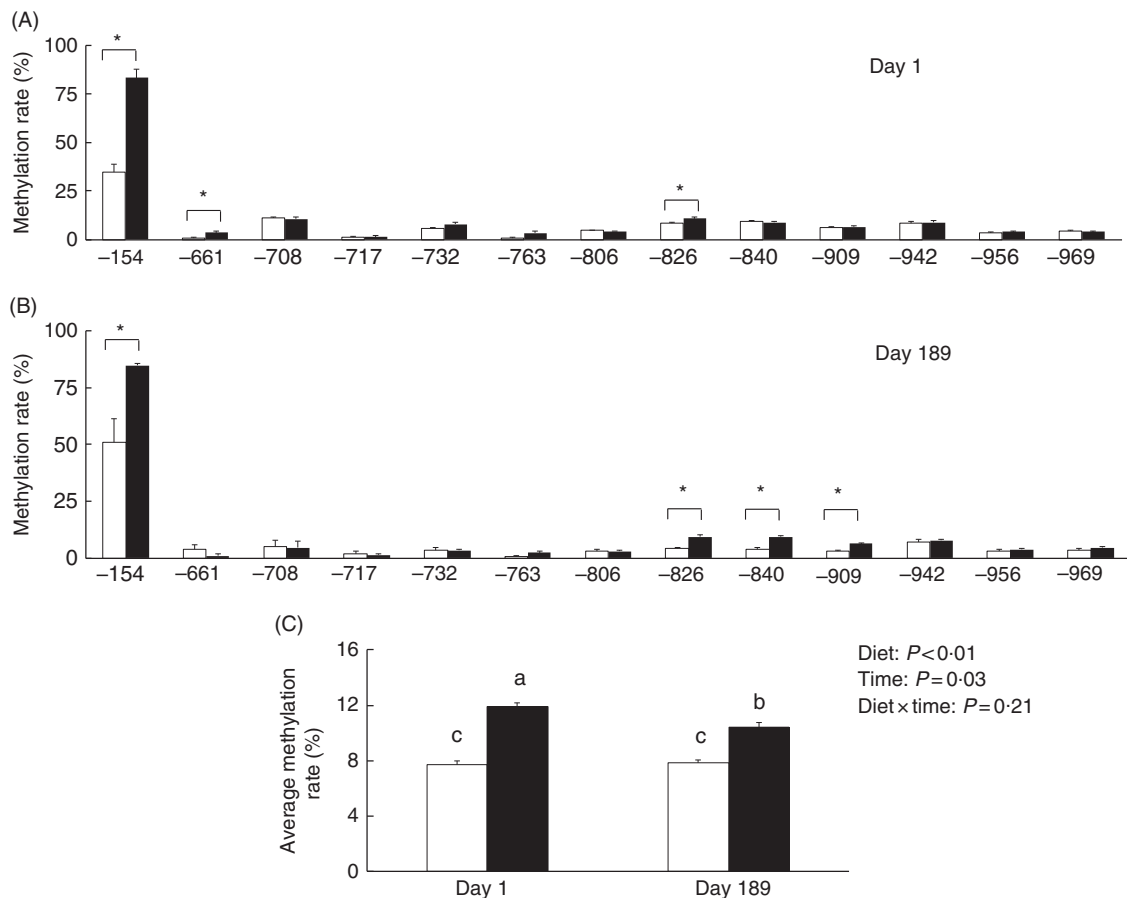 (A)
Methylation rate (%)
100
75
50
25
0
Day 1
*
*
*
–154 –661 –708 –717 –732 –763 –806 –826 –840 –909 –942 –956 –969
(B)
Methylation rate (%)
100
75
50
25
0
Day 189
*
* * *
–154 –661 –708 –717 –732 –763 –806 –826 –840 –909 –942 –956 –969
(C)
Average methylation
rate (%)
16
12
8
4
0
c a c b
Day 1 Day 189
Diet: P<0·01
Time: P=0·03
Diet×time: P=0·21